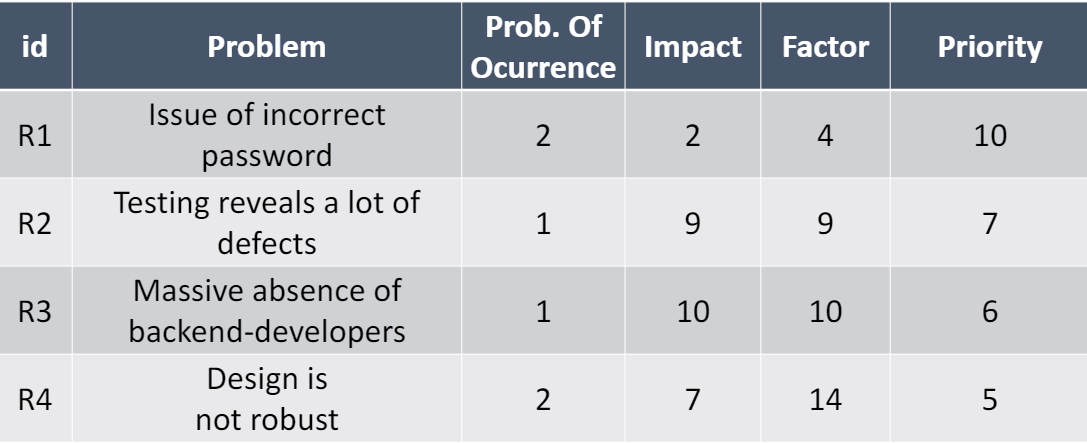 id Problem Prob. Of Ocurrence Impact Factor Priority
R1 Issue of incorrect password 2 2 4 10
R2 Testing reveals a lot of defects 1 9 9 7
R3 Massive absence of backend-developers 1 10 10 6
R4 Design is not robust 2 7 14 5